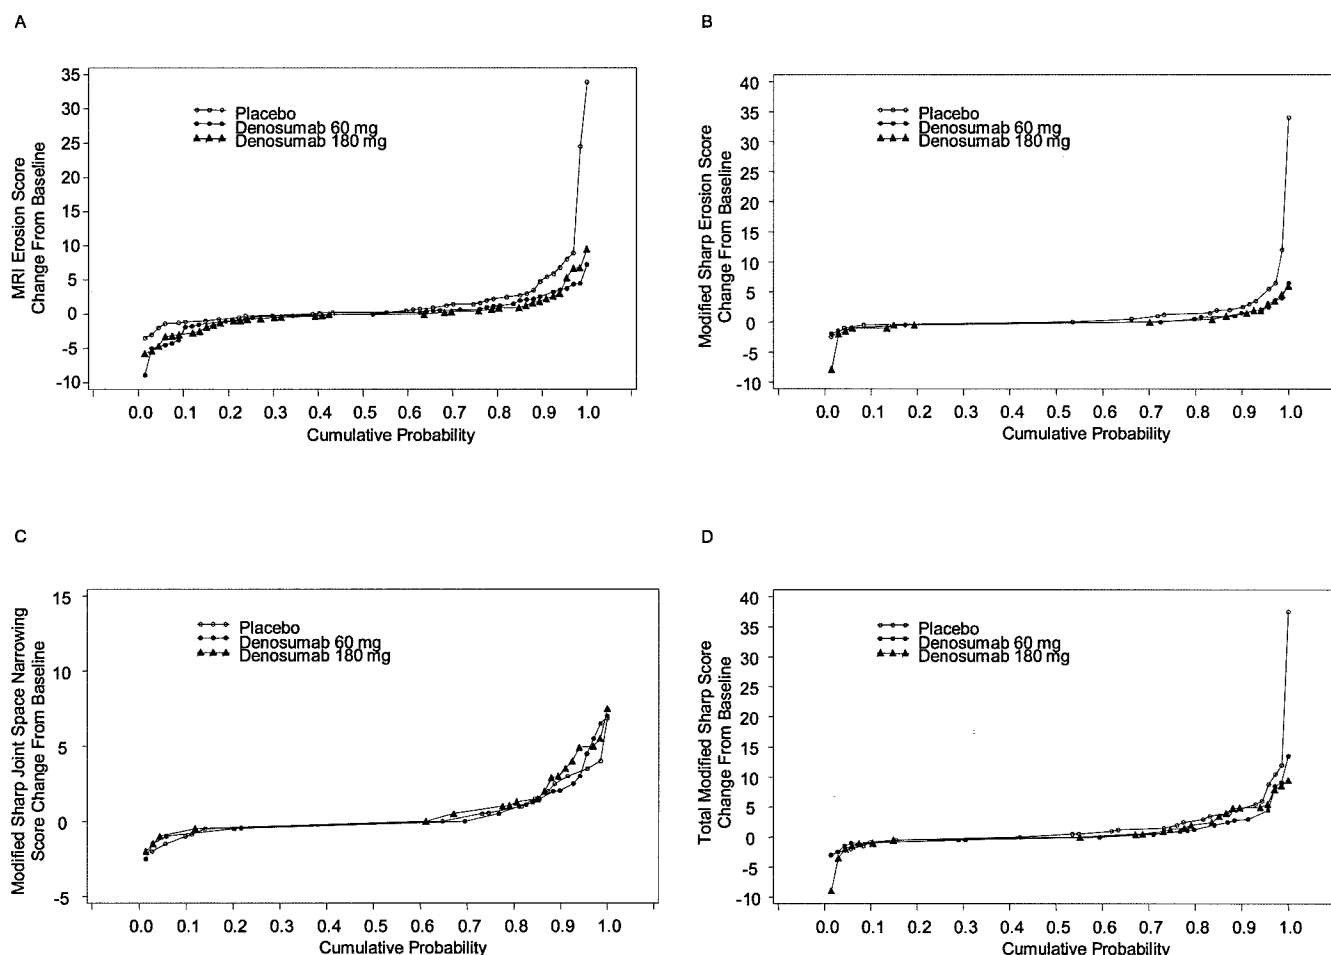 A
MRI Erosion Score
Change From Baseline
35
30
25
20
15
10
5
0
-5
-10
Placebo
Denosumab 60 mg
Denosumab 180 mg
0.0 0.1 0.2 0.3 0.4 0.5 0.6 0.7 0.8 0.9 1.0
Cumulative Probability
B
Modified Sharp Erosion Score
Change From Baseline
40
35
30
25
20
15
10
5
0
-5
-10
Placebo
Denosumab 60 mg
Denosumab 180 mg
0.0 0.1 0.2 0.3 0.4 0.5 0.6 0.7 0.8 0.9 1.0
Cumulative Probability
C
Modified Sharp Joint Space Narrowing
Score Change From Baseline
15
10
5
0
-5
Placebo
Denosumab 60 mg
Denosumab 180 mg
0.0 0.1 0.2 0.3 0.4 0.5 0.6 0.7 0.8 0.9 1.0
Cumulative Probability
D
Total Modified Sharp Score
Change From Baseline
40
35
30
25
20
15
10
5
0
-5
-10
Placebo
Denosumab 60 mg
Denosumab 180 mg
0.0 0.1 0.2 0.3 0.4 0.5 0.6 0.7 0.8 0.9 1.0
Cumulative Probability